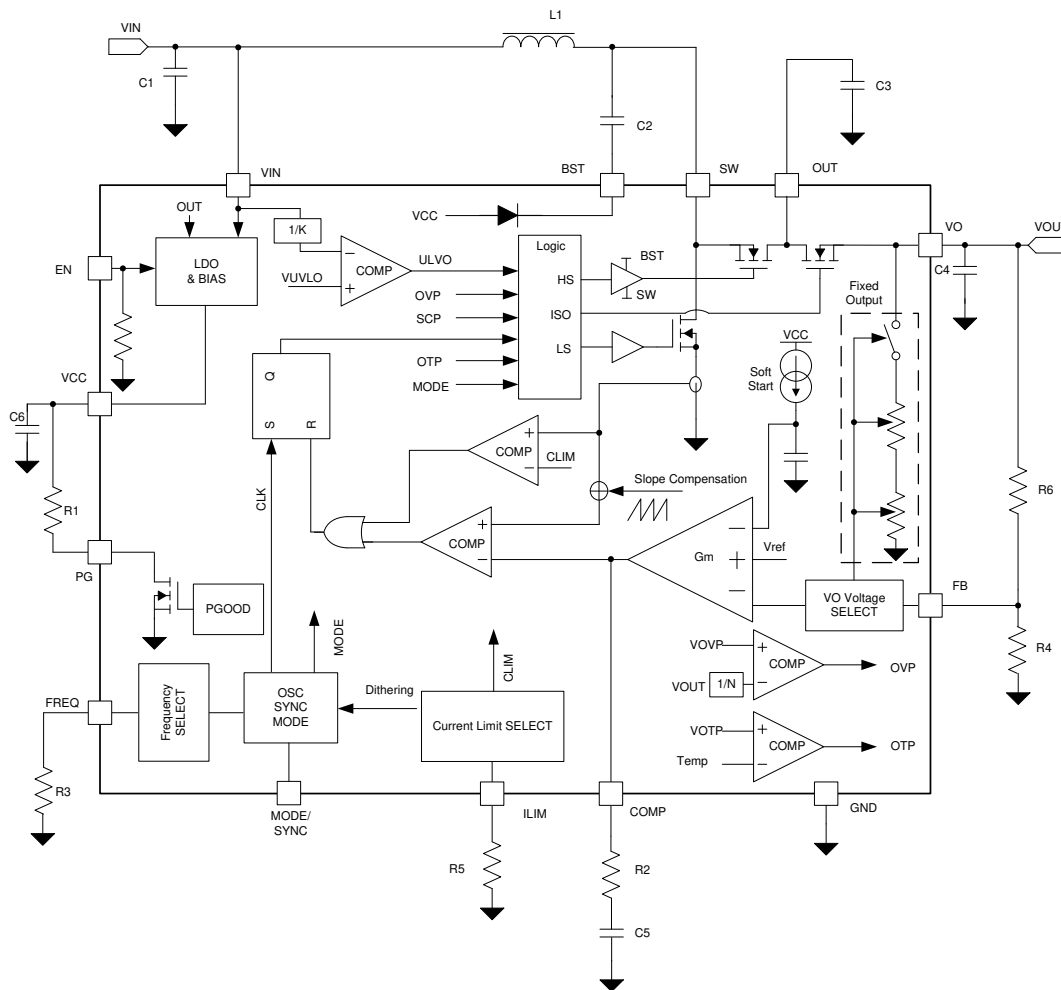 L1
VIN
C1
C2
C3
VIN
BST
SW
OUT
OUT
VCC
1/K
LDO
& BIAS
EN
COMP
ULVO
VUVLO
OVP
SCP
OTP
MODE
Logic
HS
ISO
LS
BST
SW
VO
VOUT
C4
Fixed
Output
VCC
Soft
Start
VCC
C6
Q
S
R
COMP
CLIM
CLK
Slope Compensation
R1
R6
COMP
Gm
Vref
PG
PGOOD
VO Voltage
SELECT
FB
R4
MODE
CLIM
VOVP
COMP
OVP
VOUT
1/N
FREQ
Frequency
SELECT
OSC
SYNC
MODE
Dithering
Current Limit SELECT
VOTP
COMP
OTP
Temp
R3
MODE/
SYNC
ILIM
COMP
GND
R5
R2
C5